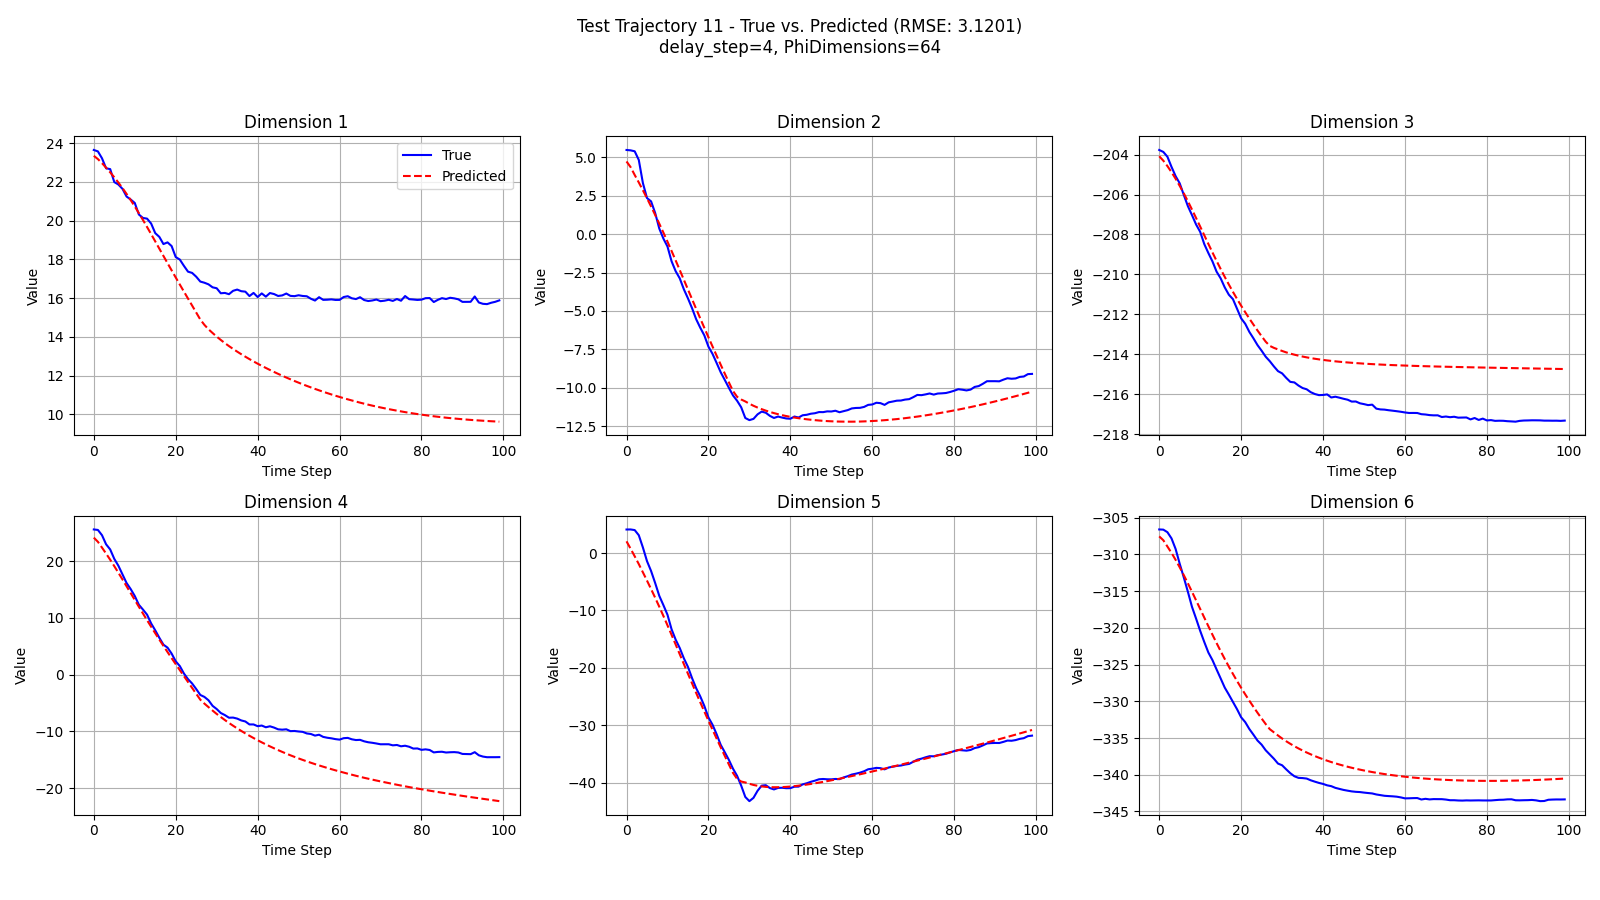 Test Trajectory 11 - True vs. Predicted (RMSE: 3.1201)
delay_step=4, PhiDimensions=64
Dimension 1
24
22
20
18
16
14
12
10
Value
0 20 40 60 80 100
Time Step
True
Predicted
Dimension 2
5.0
2.5
0.0
−2.5
−5.0
−7.5
−10.0
−12.5
Value
0 20 40 60 80 100
Time Step
Dimension 3
−204
−206
−208
−210
−212
−214
−216
−218
Value
0 20 40 60 80 100
Time Step
Dimension 4
20
10
0
−10
−20
Value
0 20 40 60 80 100
Time Step
Dimension 5
0
−10
−20
−30
−40
Value
0 20 40 60 80 100
Time Step
Dimension 6
−305
−310
−315
−320
−325
−330
−335
−340
−345
Value
0 20 40 60 80 100
Time Step